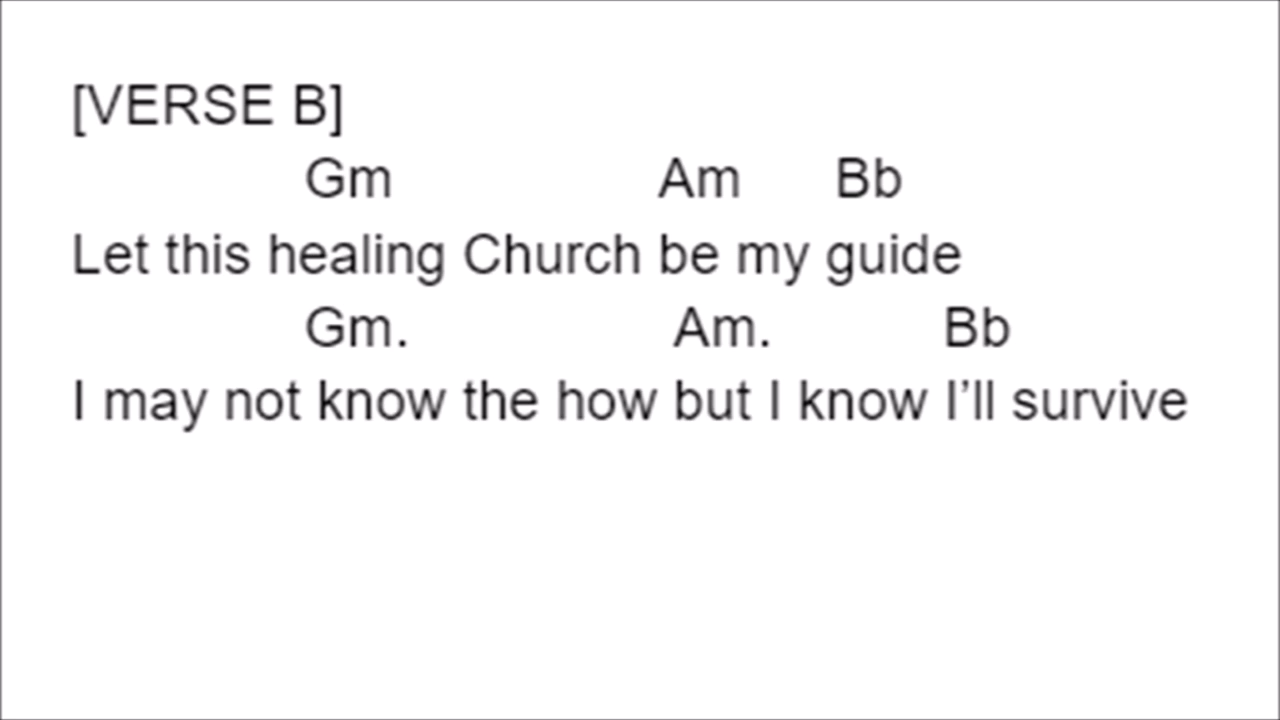 [VERSE B]
Gm Am Bb
Let this healing Church be my guide
Gm. Am. Bb
I may not know the how but I know I’ll survive